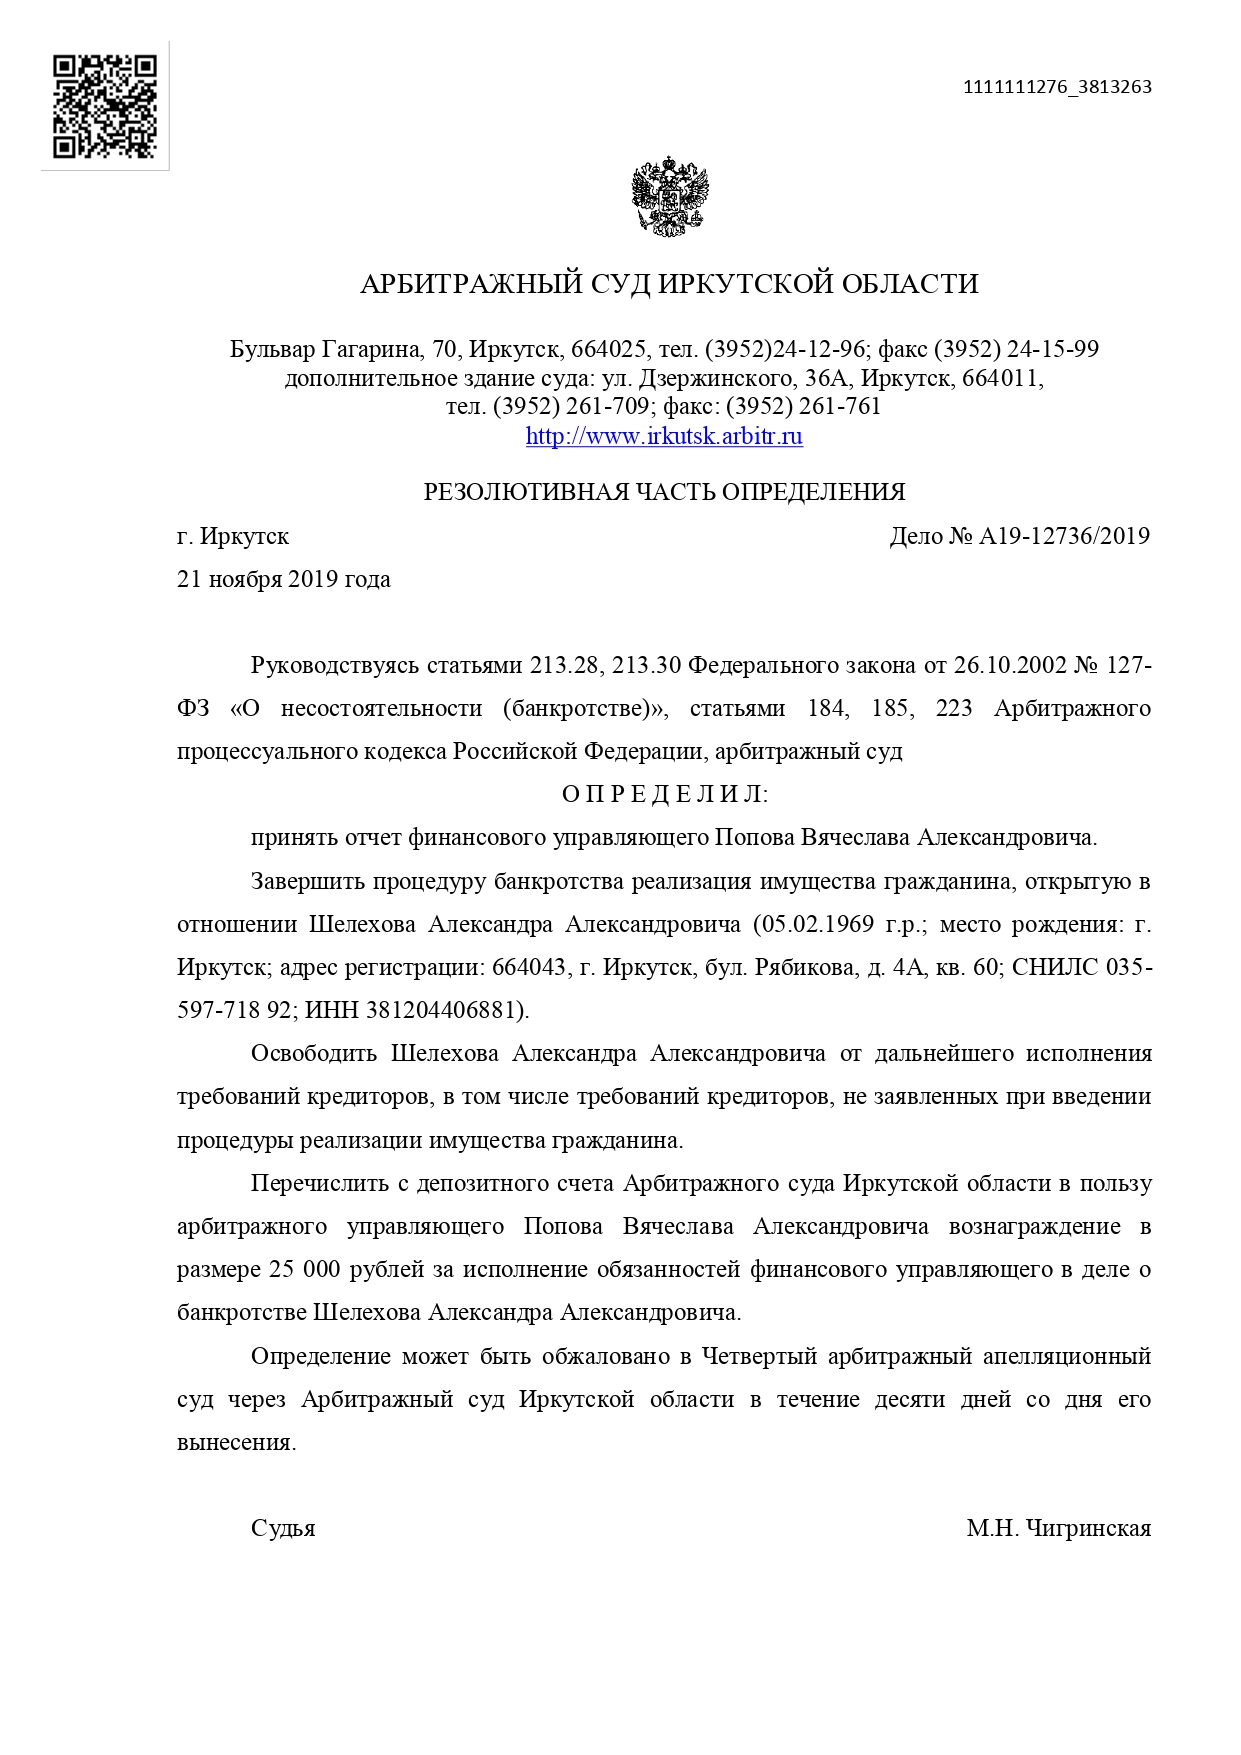 1111111276_3813263
АРБИТРАЖНЫЙ СУД ИРКУТСКОЙ ОБЛАСТИ
Бульвар Гагарина, 70, Иркутск, 664025, тел. (3952)24-12-96; факс (3952) 24-15-99
дополнительное здание суда: ул. Дзержинского, 36А, Иркутск, 664011,
тел. (3952) 261-709; факс: (3952) 261-761
http://www.irkutsk.arbitr.ru
РЕЗОЛЮТИВНАЯ ЧАСТЬ ОПРЕДЕЛЕНИЯ
г. Иркутск Дело № А19-12736/2019
21 ноября 2019 года
Руководствуясь статьями 213.28, 213.30 Федерального закона от 26.10.2002 № 127-
ФЗ «О несостоятельности (банкротстве)», статьями 184, 185, 223 Арбитражного
процессуального кодекса Российской Федерации, арбитражный суд
О П Р Е Д Е Л И Л:
принять отчет финансового управляющего Попова Вячеслава Александровича.
Завершить процедуру банкротства реализация имущества гражданина, открытую в
отношении Шелехова Александра Александровича (05.02.1969 г.р.; место рождения: г.
Иркутск; адрес регистрации: 664043, г. Иркутск, бул. Рябикова, д. 4А, кв. 60; СНИЛС 035-
597-718 92; ИНН 381204406881).
Освободить Шелехова Александра Александровича от дальнейшего исполнения
требований кредиторов, в том числе требований кредиторов, не заявленных при введении
процедуры реализации имущества гражданина.
Перечислить с депозитного счета Арбитражного суда Иркутской области в пользу
арбитражного управляющего Попова Вячеслава Александровича вознаграждение в
размере 25 000 рублей за исполнение обязанностей финансового управляющего в деле о
банкротстве Шелехова Александра Александровича.
Определение может быть обжаловано в Четвертый арбитражный апелляционный
суд через Арбитражный суд Иркутской области в течение десяти дней со дня его
вынесения.
Судья М.Н. Чигринская